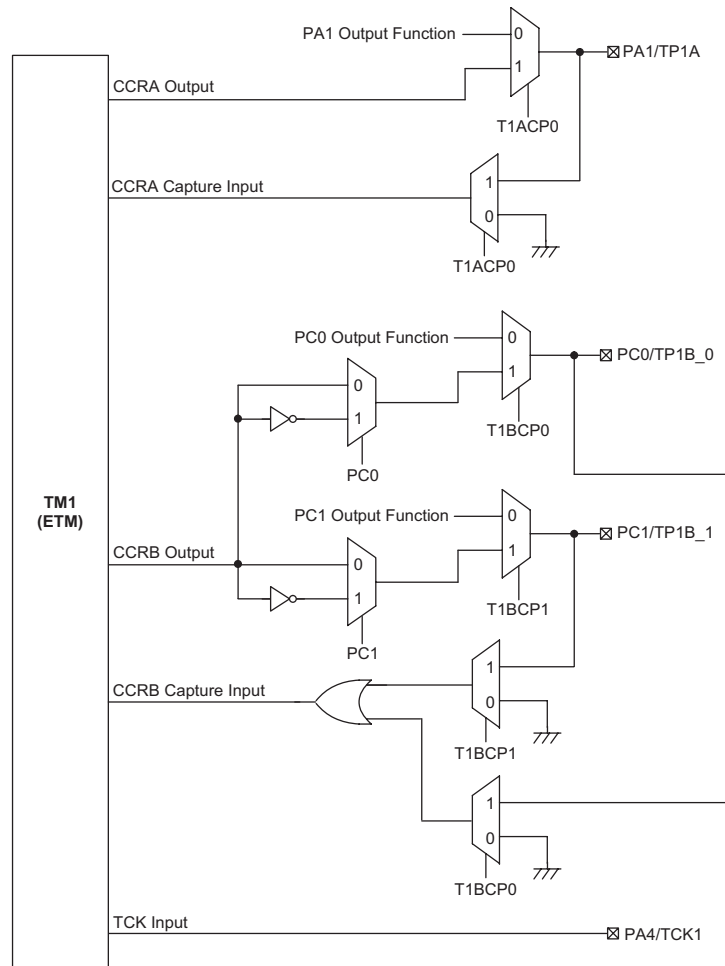 PA1 Output Function
0
1
PA1/TP1A
CCRA Output
T1ACP0
CCRA Capture Input
1
0
T1ACP0
PC0 Output Function
0
1
PC0/TP1B_0
0
1
T1BCP0
PC0
TM1
(ETM)
PC1 Output Function
0
1
PC1/TP1B_1
CCRB Output
0
1
T1BCP1
PC1
CCRB Capture Input
1
0
T1BCP1
1
0
T1BCP0
TCK Input
PA4/TCK1